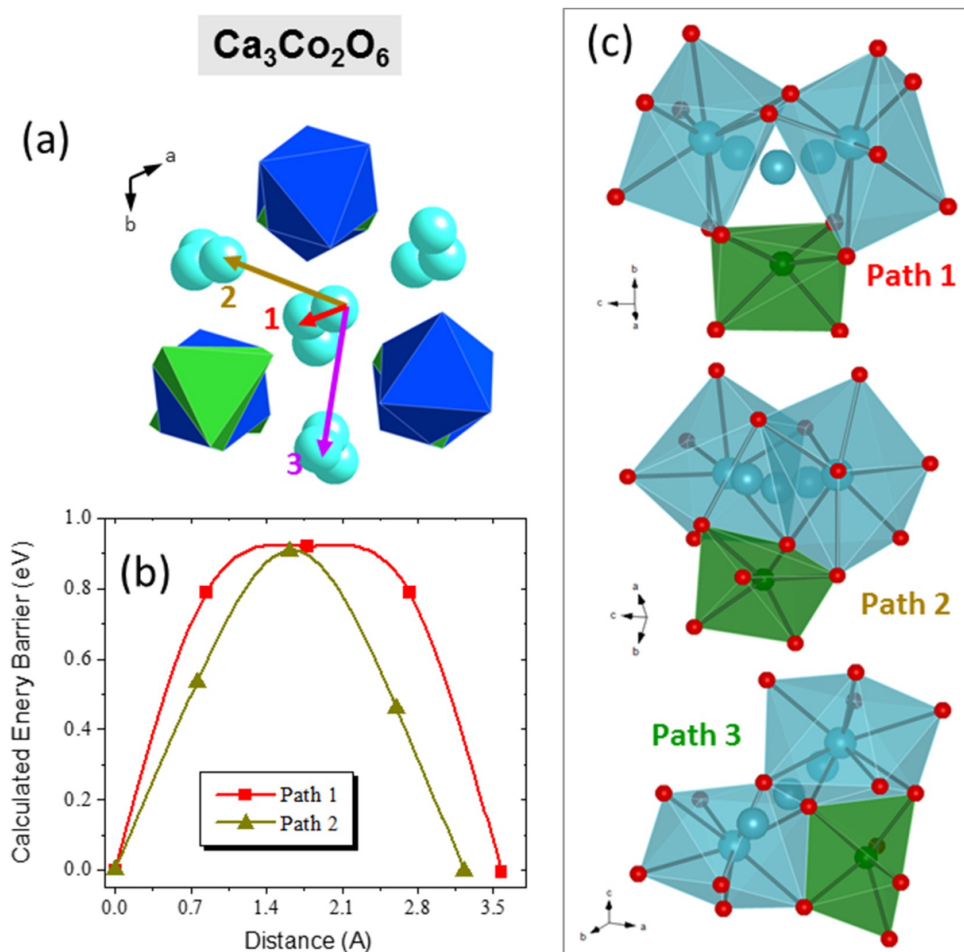 Ca₃Co₂O₆
(a)
a
b
2
1
3
(b)
Calculated Enery Barrier (eV)
1.0
0.8
0.6
0.4
0.2
0.0
Path 1
Path 2
0.0 0.7 1.4 2.1 2.8 3.5
Distance (A)
(c)
b
c
a
Path 1
a
c
b
Path 2
Path 3
c
b
a